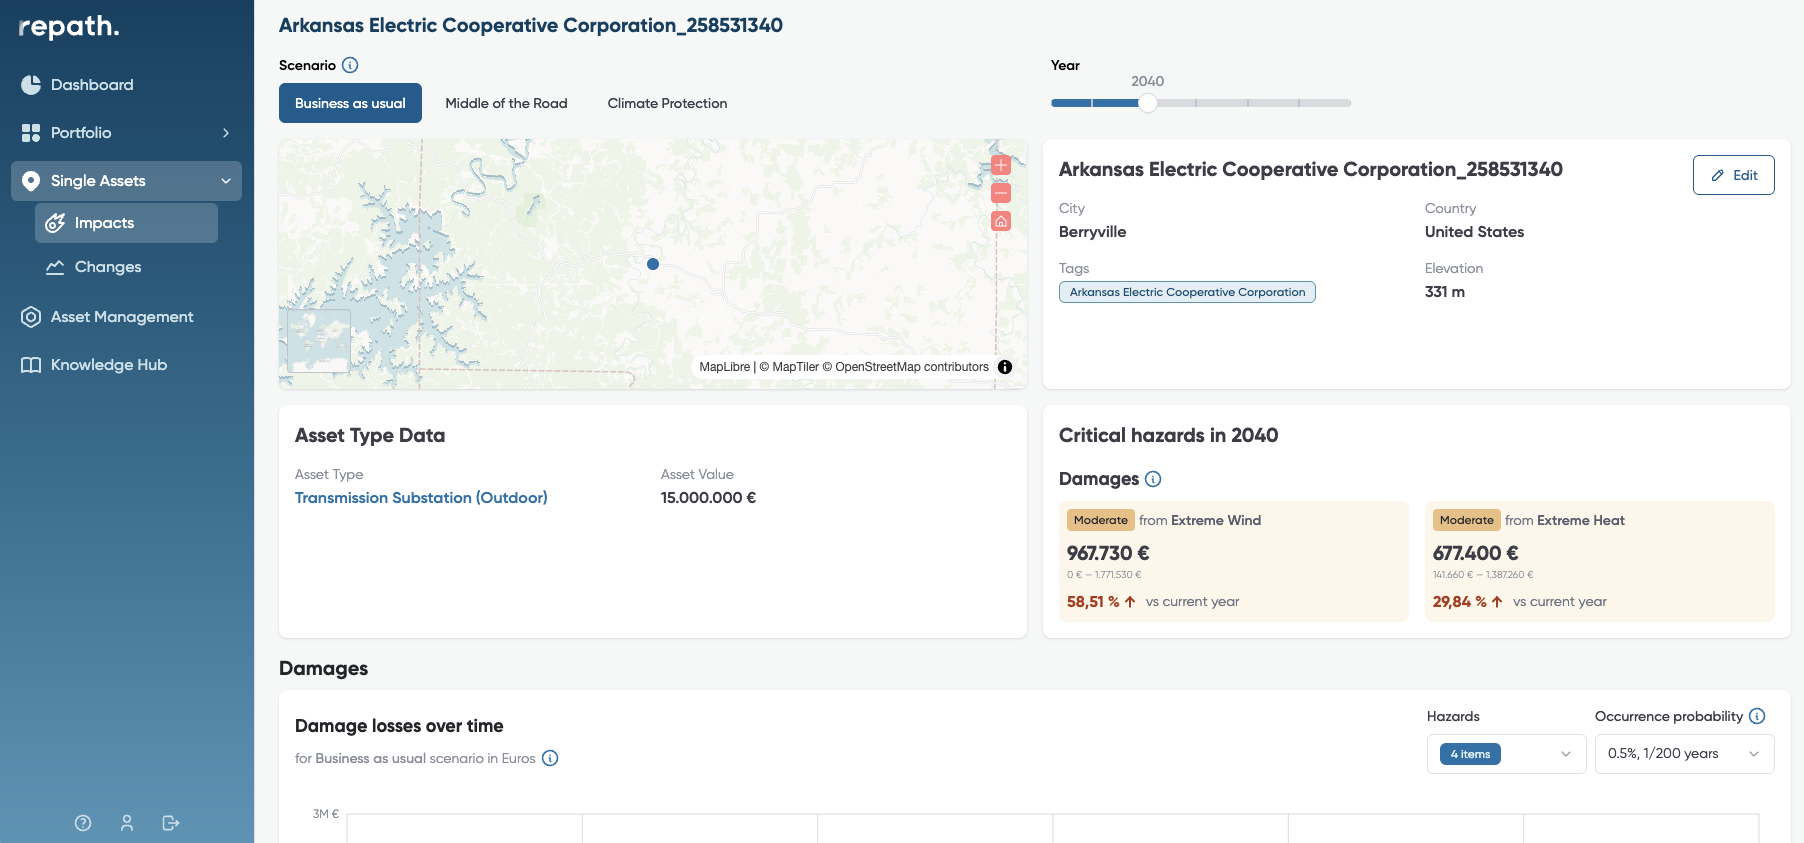 repath.
Dashboard
Portfolio
Single Assets
Impacts
Changes
Asset Management
Knowledge Hub
Arkansas Electric Cooperative Corporation_258531340
Scenario
Business as usual
Middle of the Road
Climate Protection
Year
2040
MapLibre | © MapTiler © OpenStreetMap contributors
Arkansas Electric Cooperative Corporation_258531340
Edit
City
Berryville
Country
United States
Tags
Arkansas Electric Cooperative Corporation
Elevation
331 m
Asset Type Data
Asset Type
Transmission Substation (Outdoor)
Asset Value
15.000.000 €
Critical hazards in 2040
Damages
Moderate from Extreme Wind
967.730 €
0 € — 1.771.530 €
58,51 % ↑ vs current year
Moderate from Extreme Heat
677.400 €
141.660 € — 1.387.260 €
29,84 % ↑ vs current year
Damages
Damage losses over time
for Business as usual scenario in Euros
Hazards
4 items
Occurrence probability
0.5%, 1/200 years
3M €